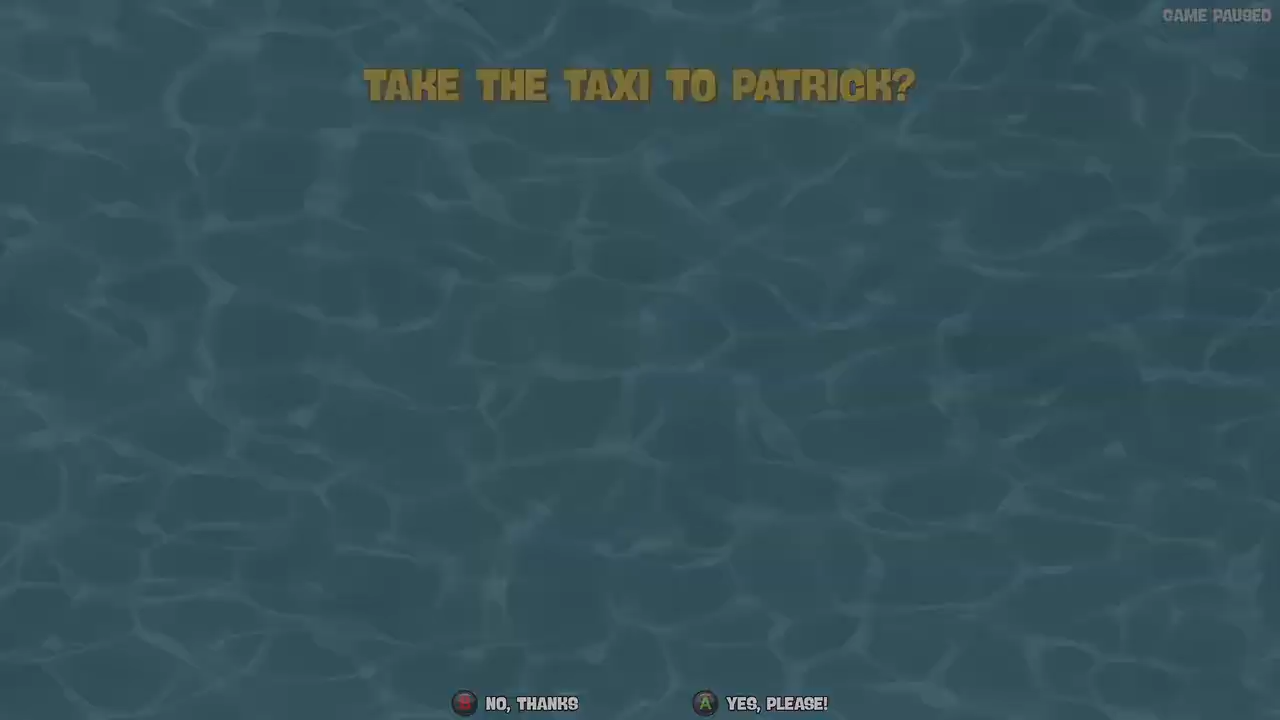 GAME PAUSED
TAKE THE TAXI TO PATRICK?
B NO, THANKS
A YES, PLEASE!